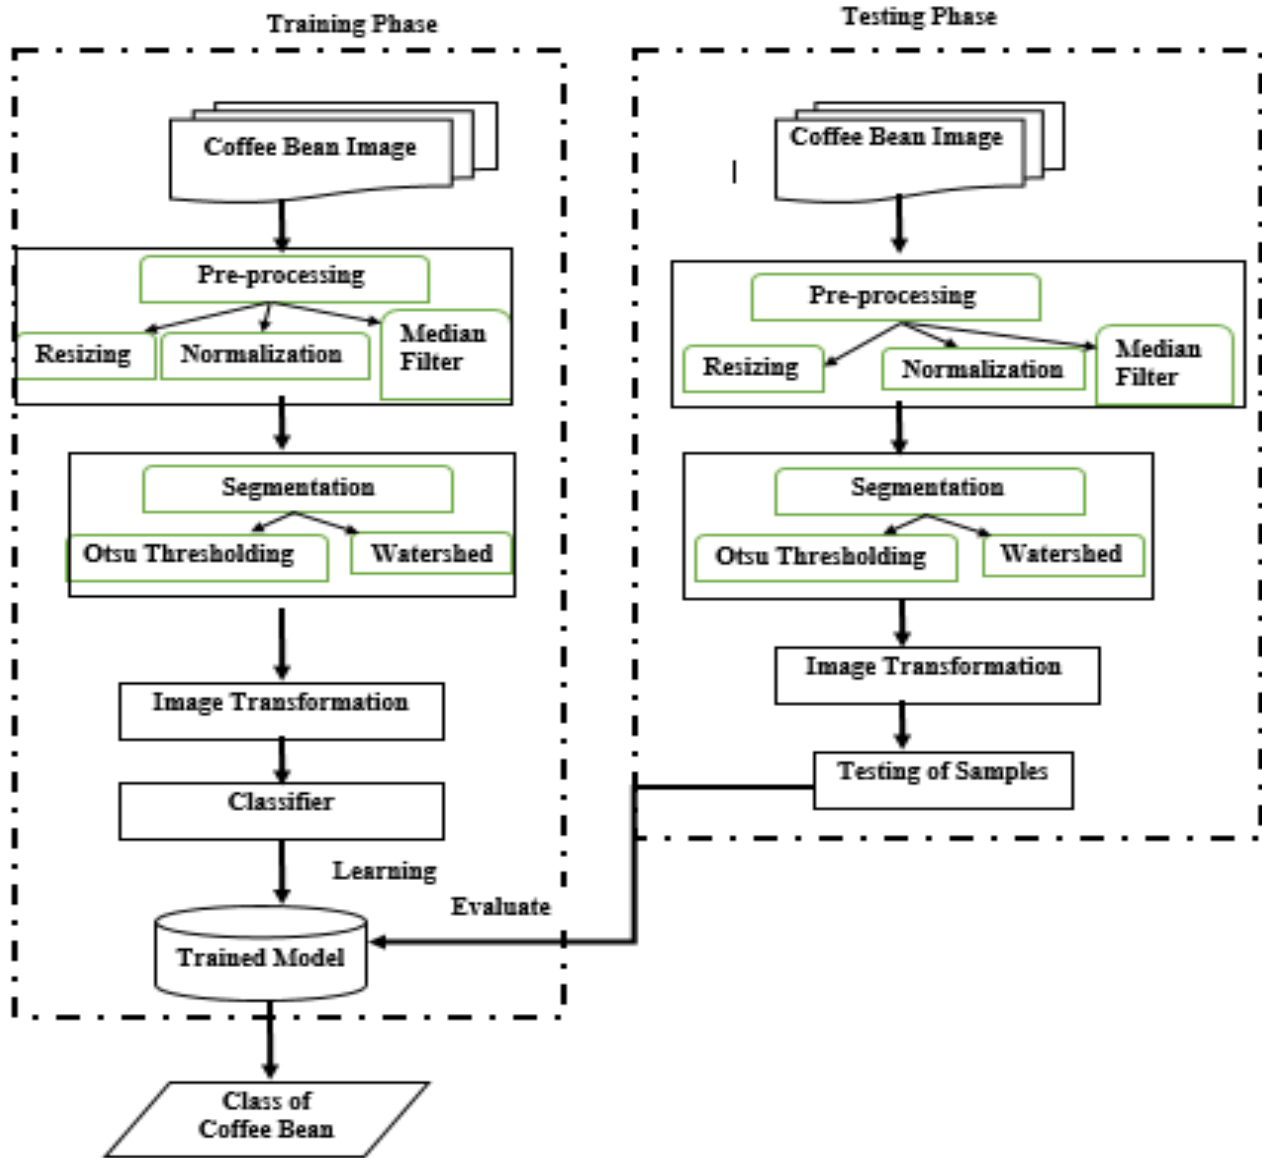 Training Phase
Coffee Bean Image
Pre-processing
Resizing
Normalization
Median
Filter
Segmentation
Otsu Thresholding
Watershed
Image Transformation
Classifier
Learning
Evaluate
Trained Model
Class of
Coffee Bean
Testing Phase
Coffee Bean Image
Pre-processing
Resizing
Normalization
Median
Filter
Segmentation
Otsu Thresholding
Watershed
Image Transformation
Testing of Samples